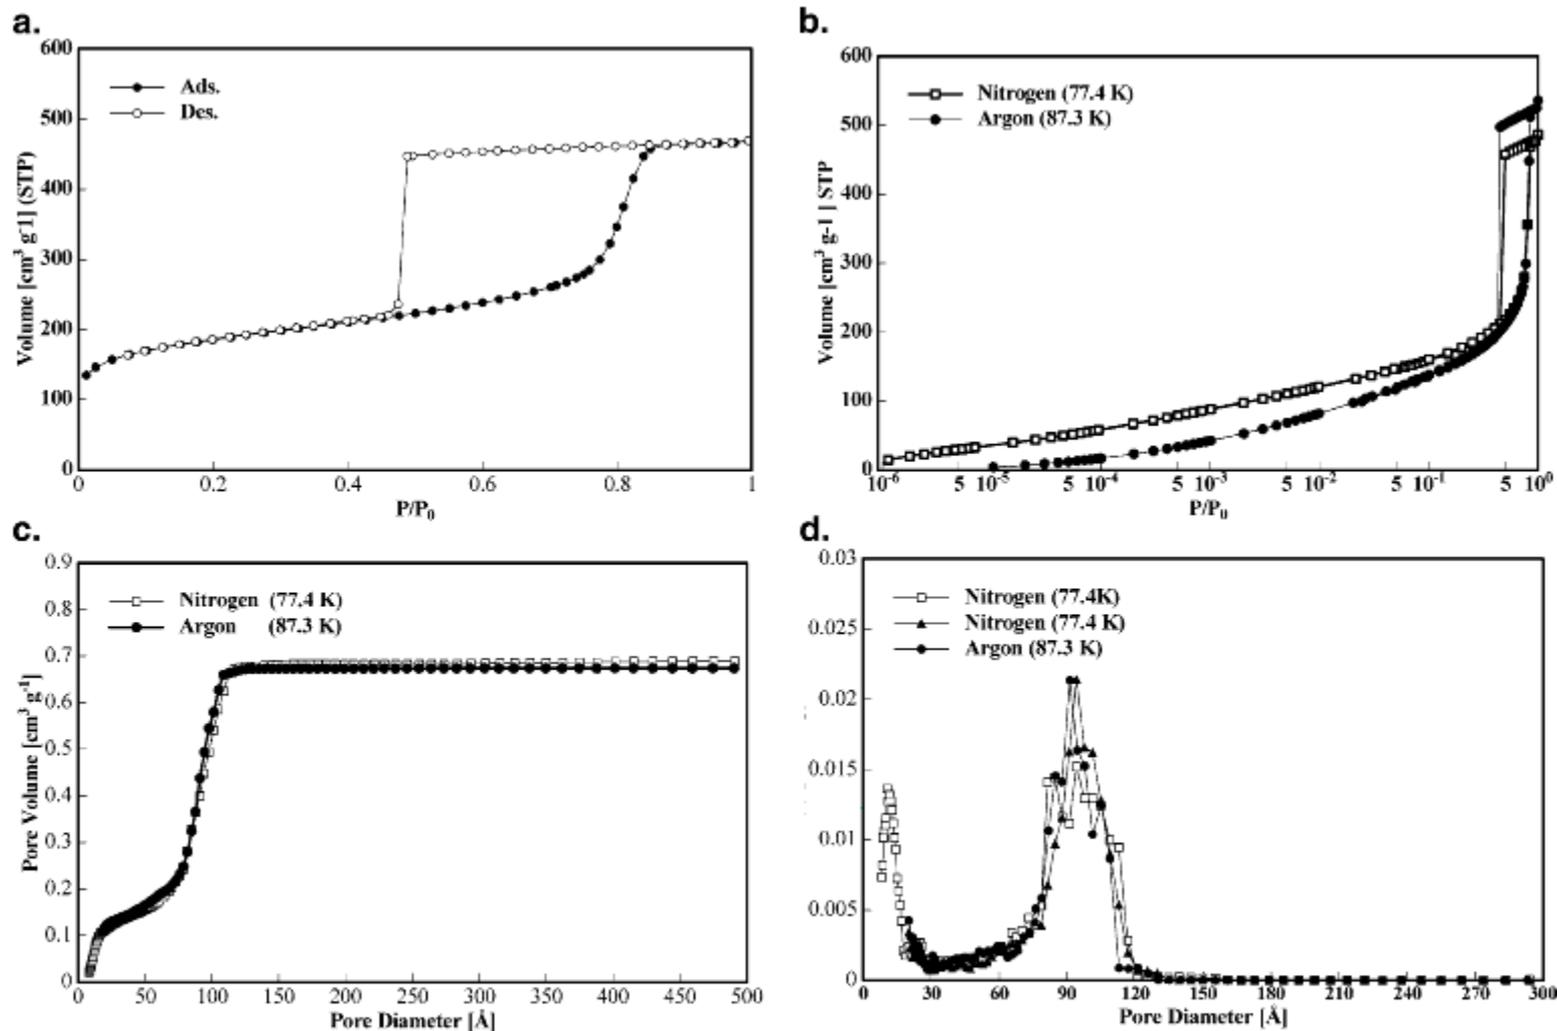 a.
600
500
400
300
200
100
0
Volume [cm³ g-1] (STP)
Ads.
Des.
0 0.2 0.4 0.6 0.8 1
P/P₀
b.
600
500
400
300
200
100
0
Volume [cm³ g-1 ] STP
Nitrogen (77.4 K)
Argon (87.3 K)
10⁻⁶ 5 10⁻⁵ 5 10⁻⁴ 5 10⁻³ 5 10⁻² 5 10⁻¹ 5 10⁰
P/P₀
c.
0.9
0.8
0.7
0.6
0.5
0.4
0.3
0.2
0.1
0
Pore Volume [cm³ g⁻¹]
Nitrogen (77.4 K)
Argon (87.3 K)
0 50 100 150 200 250 300 350 400 450 500
Pore Diameter [Å]
d.
0.03
0.025
0.02
0.015
0.01
0.005
0
Nitrogen (77.4K)
Nitrogen (77.4 K)
Argon (87.3 K)
0 30 60 90 120 150 180 210 240 270 300
Pore Diameter [Å]